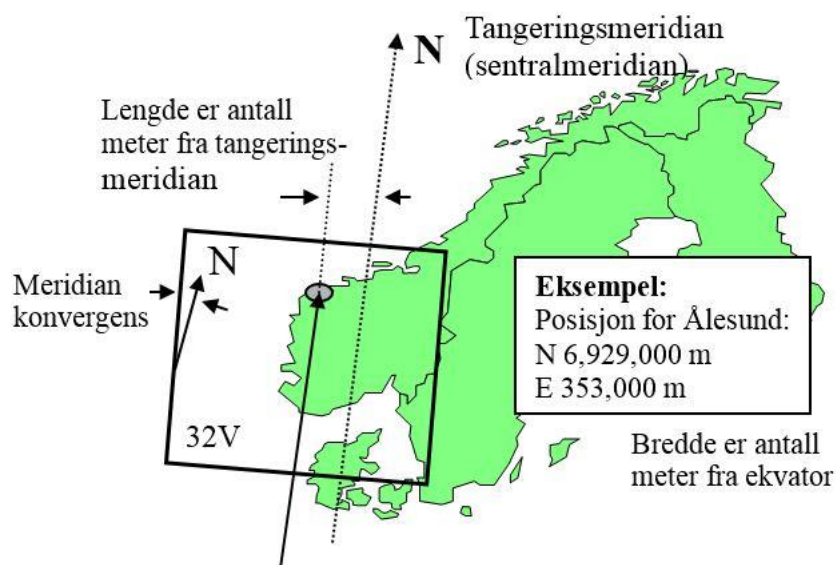 N
Tangeringsmeridian
(sentralmeridian)
Lengde er antall
meter fra tangerings-
meridian
N
Meridian
konvergens
Eksempel:
Posisjon for Ålesund:
N 6,929,000 m
E 353,000 m
32V
Bredde er antall
meter fra ekvator